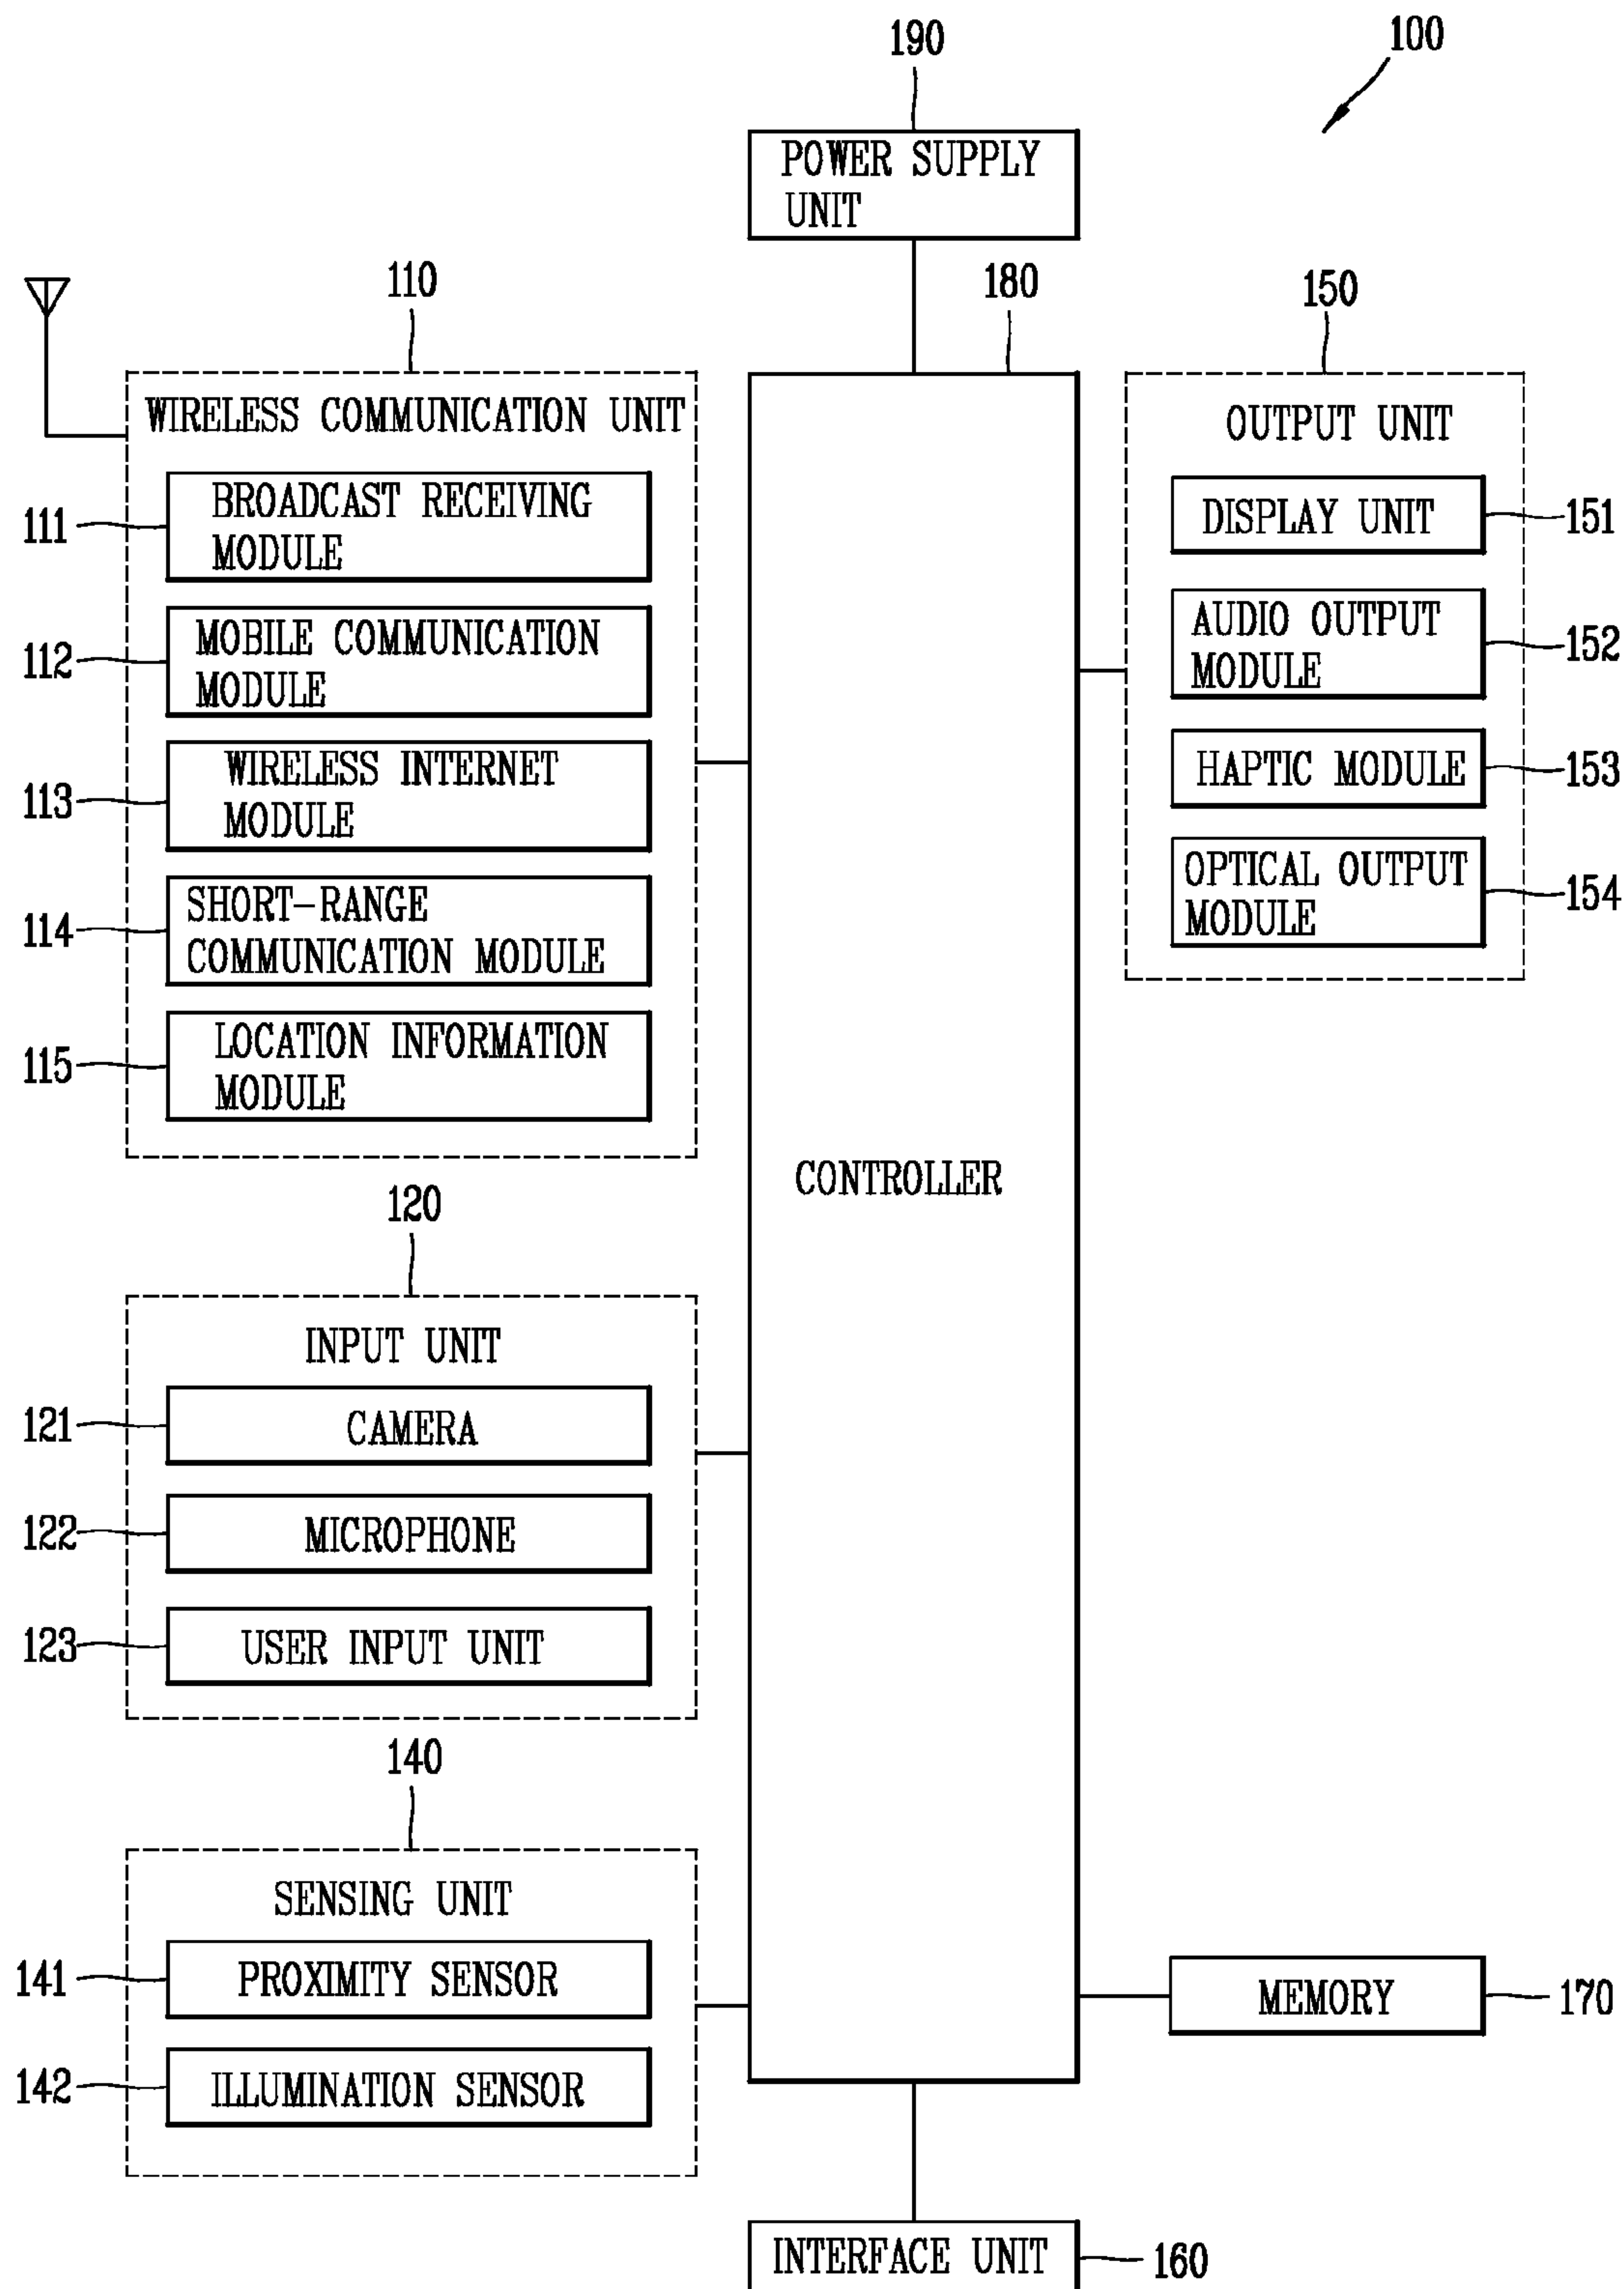 190
100
POWER SUPPLY
UNIT
110
180
150
WIRELESS COMMUNICATION UNIT
111
BROADCAST RECEIVING
MODULE
112
MOBILE COMMUNICATION
MODULE
113
WIRELESS INTERNET
MODULE
114
SHORT-RANGE
COMMUNICATION MODULE
115
LOCATION INFORMATION
MODULE
OUTPUT UNIT
DISPLAY UNIT
151
AUDIO OUTPUT
MODULE
152
HAPTIC MODULE
153
OPTICAL OUTPUT
MODULE
154
CONTROLLER
120
INPUT UNIT
121
CAMERA
122
MICROPHONE
123
USER INPUT UNIT
140
SENSING UNIT
141
PROXIMITY SENSOR
142
ILLUMINATION SENSOR
MEMORY
170
INTERFACE UNIT
160